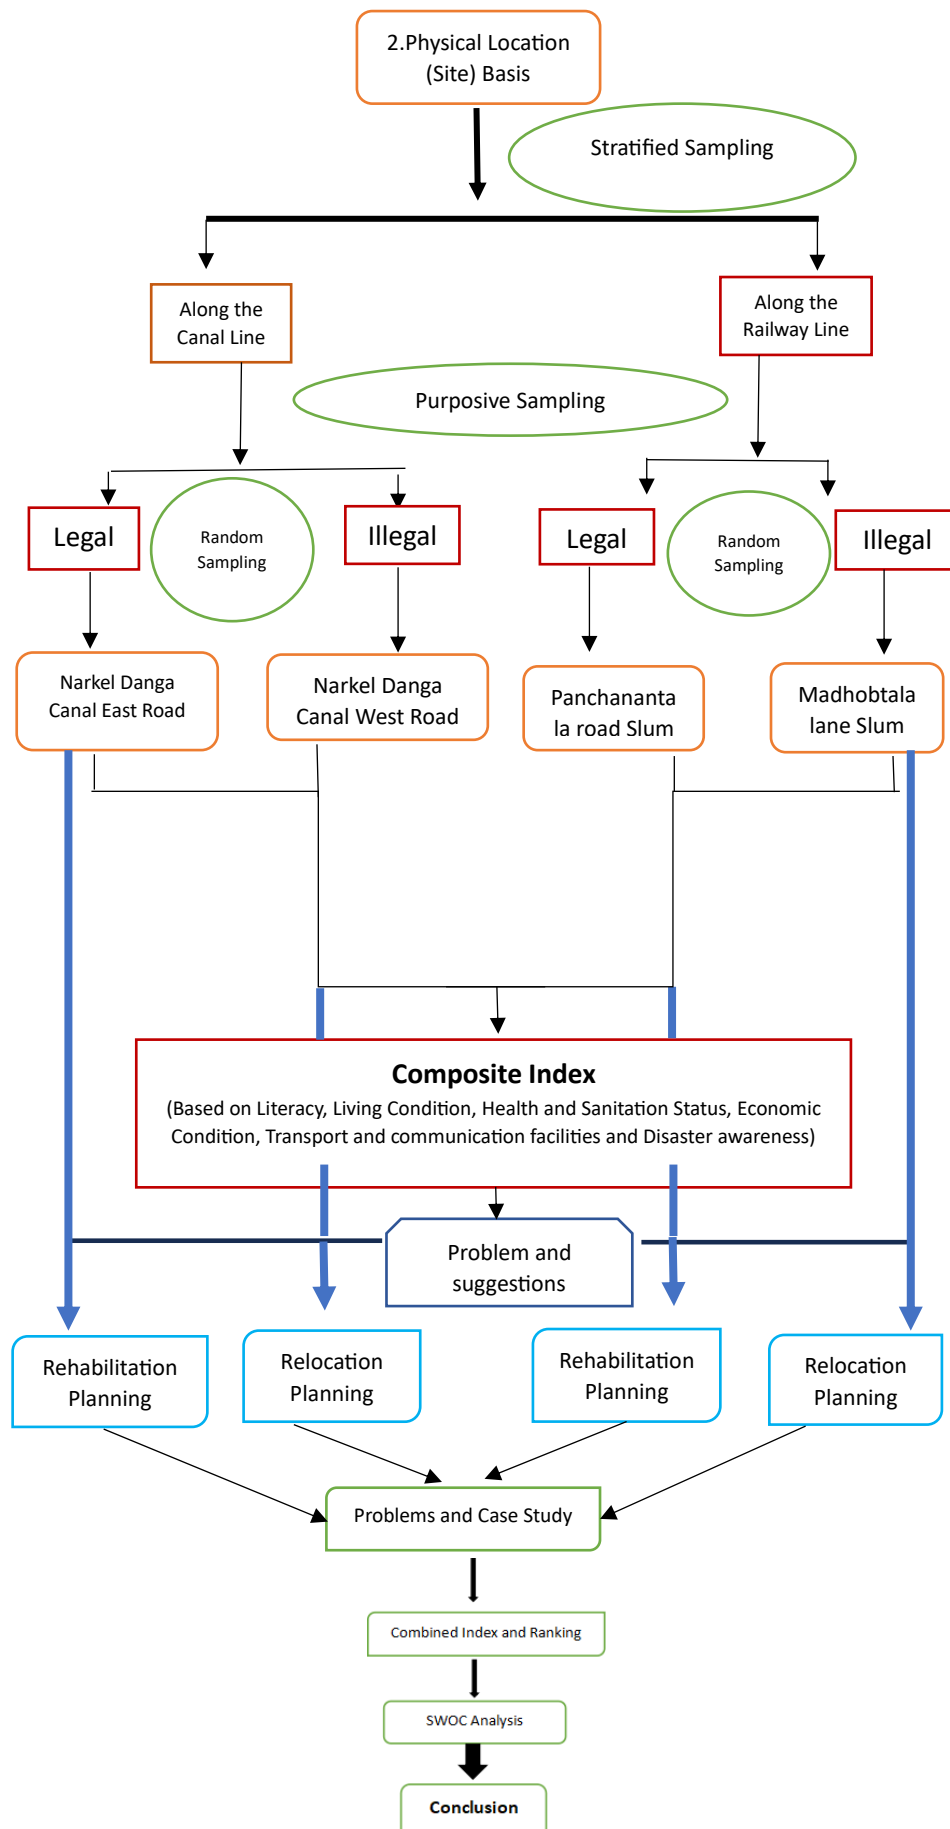 2.Physical Location
(Site) Basis
Stratified Sampling
Along the
Canal Line
Along the
Railway Line
Purposive Sampling
Legal
Random
Sampling
Illegal
Legal
Random
Sampling
Illegal
Narkel Danga
Canal East Road
Narkel Danga
Canal West Road
Panchananta
la road Slum
Madhobtala
lane Slum
Composite Index
(Based on Literacy, Living Condition, Health and Sanitation Status, Economic
Condition, Transport and communication facilities and Disaster awareness)
Problem and
suggestions
Rehabilitation
Planning
Relocation
Planning
Rehabilitation
Planning
Relocation
Planning
Problems and Case Study
Combined Index and Ranking
SWOC Analysis
Conclusion